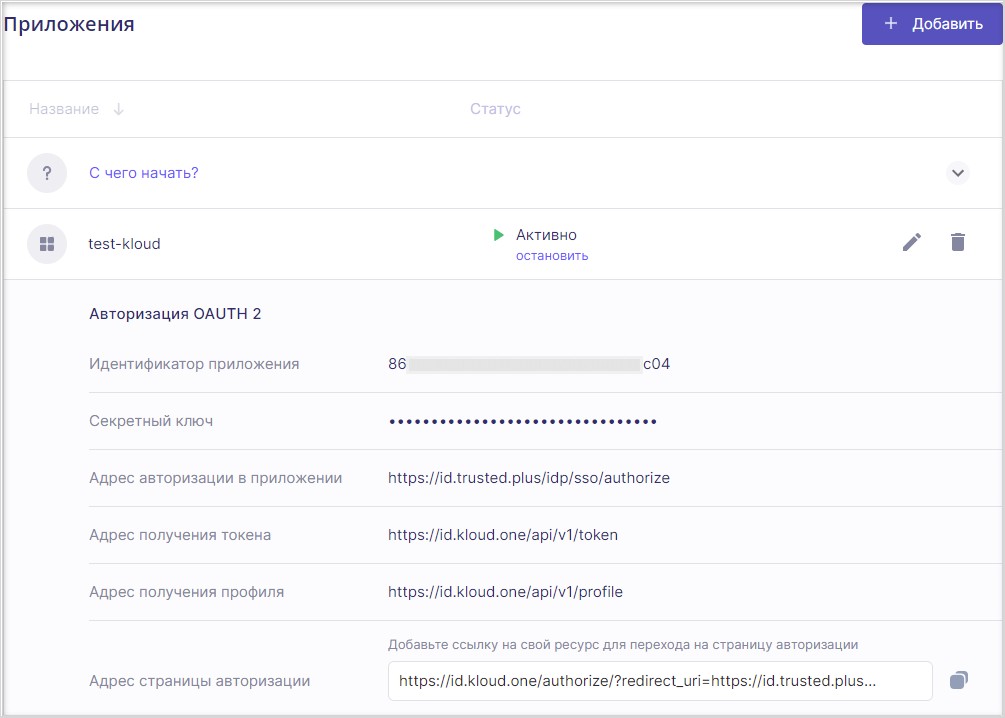 Приложения
+ Добавить
Название ↓ Статус
? С чего начать?
test-kloud Активно
остановить
Авторизация OAUTH 2
Идентификатор приложения 86 c04
Секретный ключ ••••••••••••••••••••••••••••••••
Адрес авторизации в приложении https://id.trusted.plus/idp/sso/authorize
Адрес получения токена https://id.kloud.one/api/v1/token
Адрес получения профиля https://id.kloud.one/api/v1/profile
Добавьте ссылку на свой ресурс для перехода на страницу авторизации
Адрес страницы авторизации https://id.kloud.one/authorize/?redirect_uri=https://id.trusted.plus...